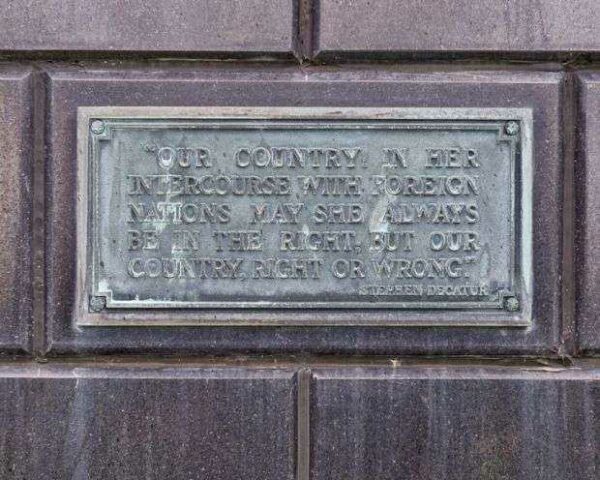 "OUR COUNTRY! IN HER
INTERCOURSE WITH FOREIGN
NATIONS MAY SHE ALWAYS
BE IN THE RIGHT, BUT OUR
COUNTRY, RIGHT OR WRONG."
STEPHEN DECATUR